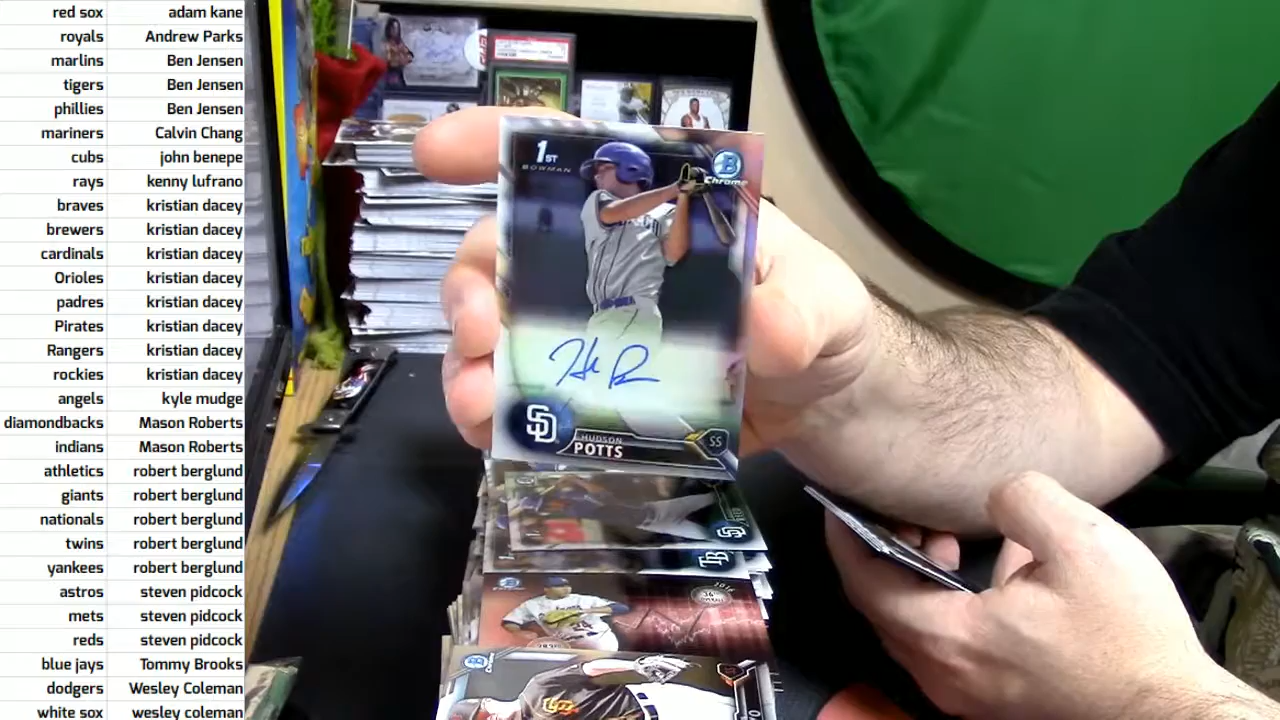 red sox adam kane
royals Andrew Parks
marlins Ben Jensen
tigers Ben Jensen
phillies Ben Jensen
mariners Calvin Chang
cubs john benepe
rays kenny lufrano
braves kristian dacey
brewers kristian dacey
cardinals kristian dacey
Orioles kristian dacey
padres kristian dacey
Pirates kristian dacey
Rangers kristian dacey
rockies kristian dacey
angels kyle mudge
diamondbacks Mason Roberts
indians Mason Roberts
athletics robert berglund
giants robert berglund
nationals robert berglund
twins robert berglund
yankees robert berglund
astros steven pidcock
mets steven pidcock
reds steven pidcock
blue jays Tommy Brooks
dodgers Wesley Coleman
white sox wesley coleman
1ST
BOWMAN
B
Chrome
SD
HUDSON
POTTS
SS
TB